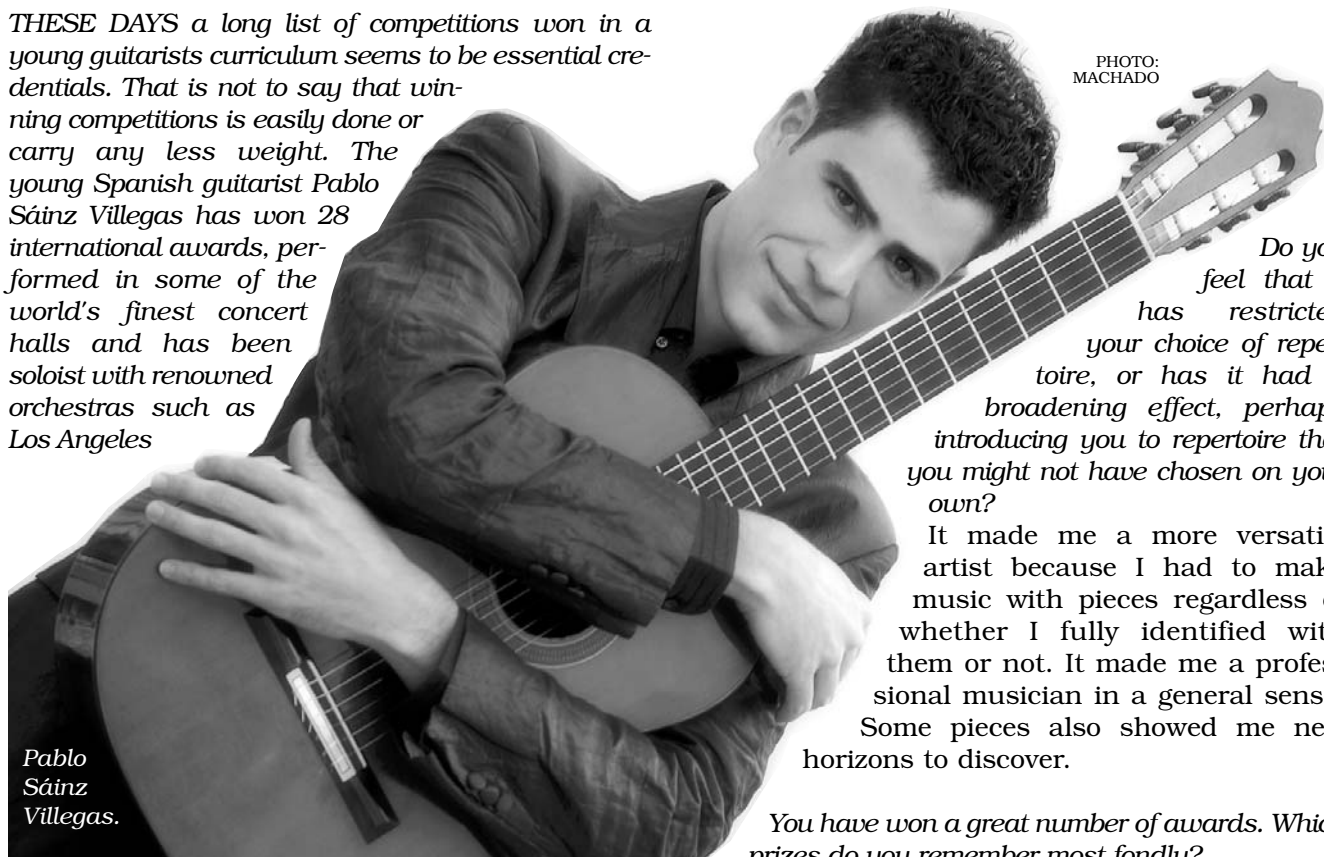 THESE DAYS a long list of competitions won in a
young guitarists curriculum seems to be essential cre-
dentials. That is not to say that win-
ning competitions is easily done or
carry any less weight. The
young Spanish guitarist Pablo
Sáinz Villegas has won 28
international awards, per-
formed in some of the
world's finest concert
halls and has been
soloist with renowned
orchestras such as
Los Angeles
Pablo
Sáinz
Villegas.
PHOTO:
MACHADO
Do yo
feel that
has restricte
your choice of repe
toire, or has it had
broadening effect, perhap
introducing you to repertoire tha
you might not have chosen on you
own?
It made me a more versati
artist because I had to mak
music with pieces regardless
whether I fully identified wit
them or not. It made me a profes
sional musician in a general sens
Some pieces also showed me ne
horizons to discover.
You have won a great number of awards. Whic
prizes do you remember most fondly?